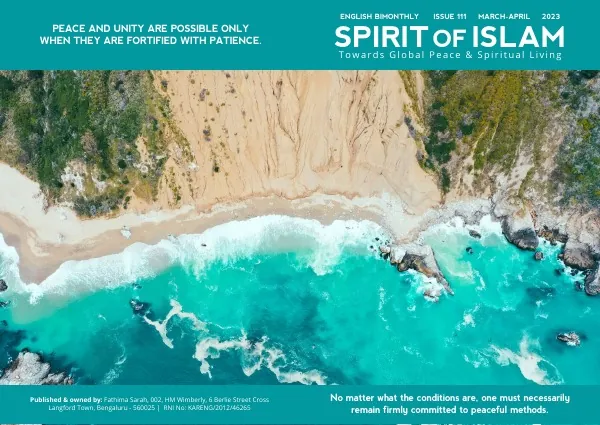 PEACE AND UNITY ARE POSSIBLE ONLY
WHEN THEY ARE FORTIFIED WITH PATIENCE.
ENGLISH BIMONTHLY ISSUE 111 MARCH-APRIL 2023
SPIRIT OF ISLAM
Towards Global Peace & Spiritual Living
Published & owned by: Fathima Sarah, 002, HM Wimberly, 6 Berlie Street Cross
Langford Town, Bengaluru - 560025 | RNI No: KARENG/2012/46265
No matter what the conditions are, one must necessarily
remain firmly committed to peaceful methods.